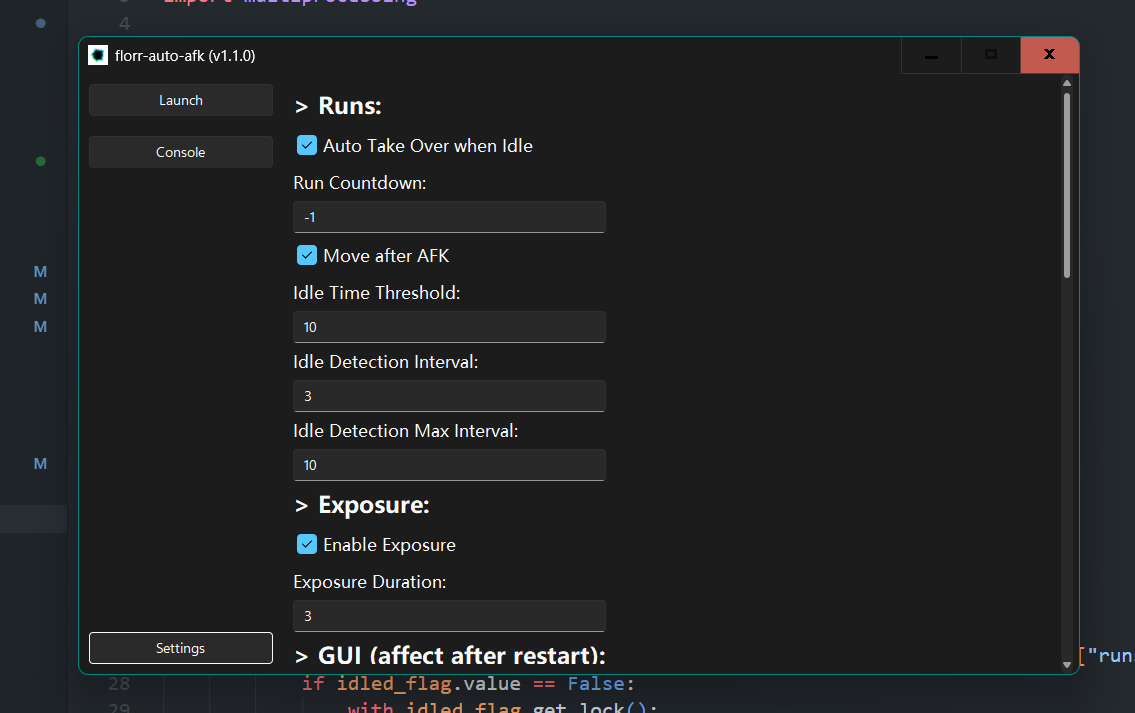 import multiprocessing
4
florr-auto-afk (v1.1.0)
Launch
Console
Settings
> Runs:
Auto Take Over when Idle
Run Countdown:
-1
Move after AFK
Idle Time Threshold:
10
Idle Detection Interval:
3
Idle Detection Max Interval:
10
> Exposure:
Enable Exposure
Exposure Duration:
3
> GUI (affect after restart):
M
M
M
M
["run
28 if idled_flag.value == False:
29 with idled_flag.get_lock():